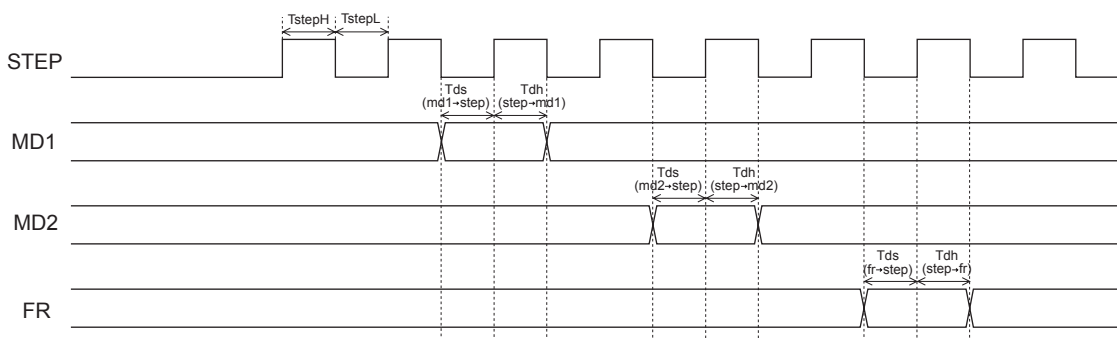 TstepH TstepL
STEP
Tds Tdh
(md1→step) (step→md1)
MD1
Tds Tdh
(md2→step) (step→md2)
MD2
Tds Tdh
(fr→step) (step→fr)
FR